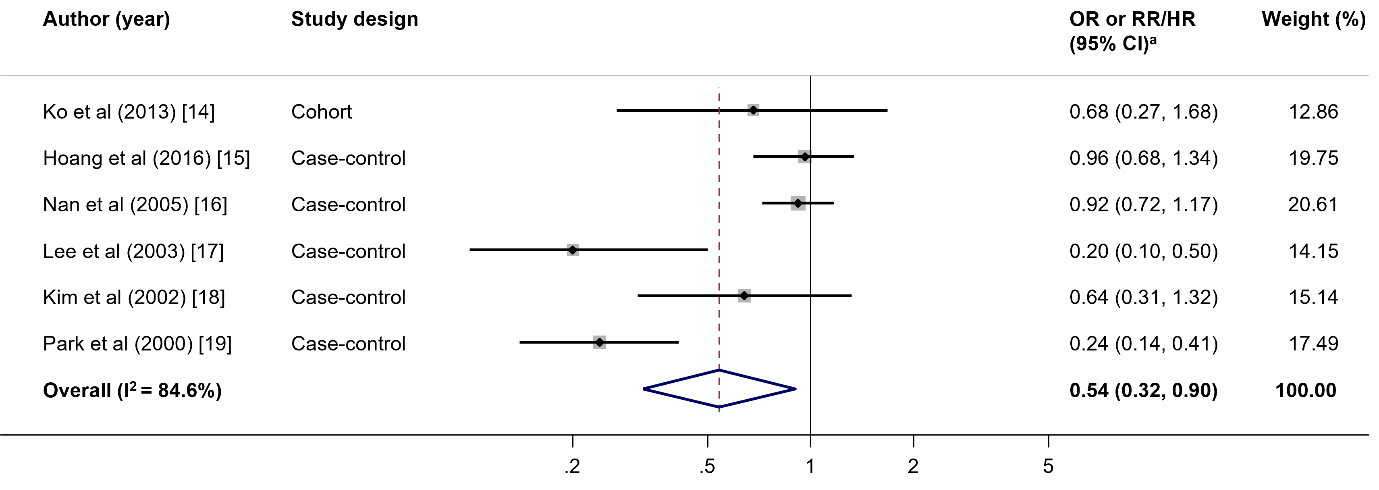 Author (year) Study design OR or RR/HR Weight (%)
(95% CI)ᵃ
Ko et al (2013) [14] Cohort 0.68 (0.27, 1.68) 12.86
Hoang et al (2016) [15] Case-control 0.96 (0.68, 1.34) 19.75
Nan et al (2005) [16] Case-control 0.92 (0.72, 1.17) 20.61
Lee et al (2003) [17] Case-control 0.20 (0.10, 0.50) 14.15
Kim et al (2002) [18] Case-control 0.64 (0.31, 1.32) 15.14
Park et al (2000) [19] Case-control 0.24 (0.14, 0.41) 17.49
Overall (I² = 84.6%) 0.54 (0.32, 0.90) 100.00
.2 .5 1 2 5